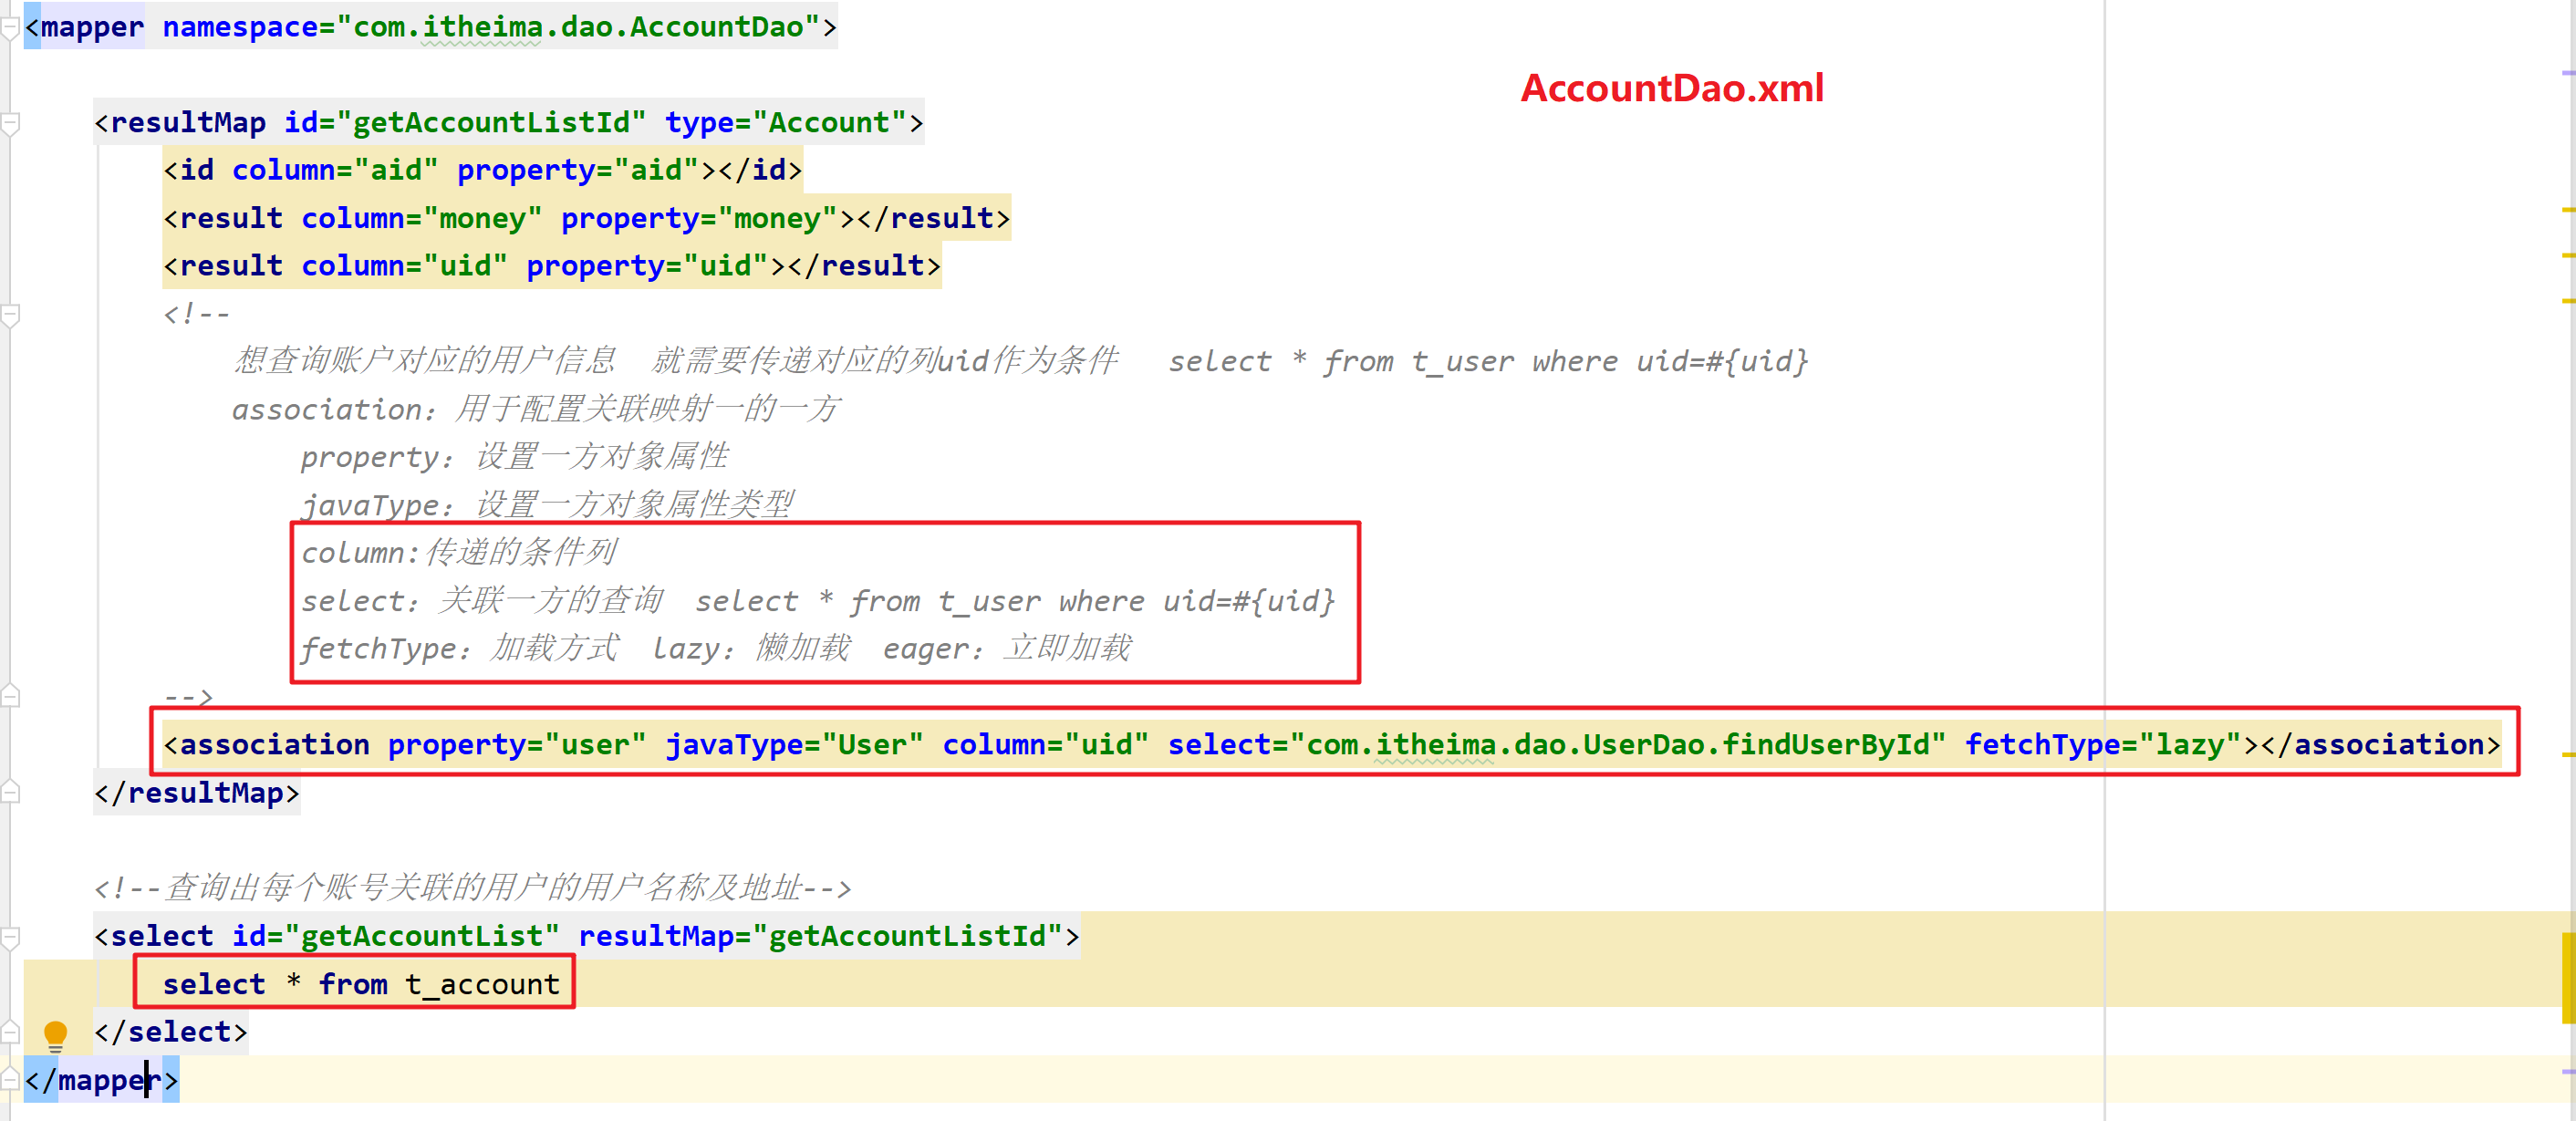 <mapper namespace="com.itheima.dao.AccountDao">
AccountDao.xml
<resultMap id="getAccountListId" type="Account">
<id column="aid" property="aid"></id>
<result column="money" property="money"></result>
<result column="uid" property="uid"></result>
<!--
想查询账户对应的用户信息 就需要传递对应的列uid作为条件 select * from t_user where uid=#{uid}
association：用于配置关联映射一的一方
property：设置一方对象属性
javaType：设置一方对象属性类型
column:传递的条件列
select：关联一方的查询 select * from t_user where uid=#{uid}
fetchType：加载方式 lazy：懒加载 eager：立即加载
-->
<association property="user" javaType="User" column="uid" select="com.itheima.dao.UserDao.findUserById" fetchType="lazy"></association>
</resultMap>
<!--查询出每个账号关联的用户的用户名称及地址-->
<select id="getAccountList" resultMap="getAccountListId">
select * from t_account
</select>
</mapper>